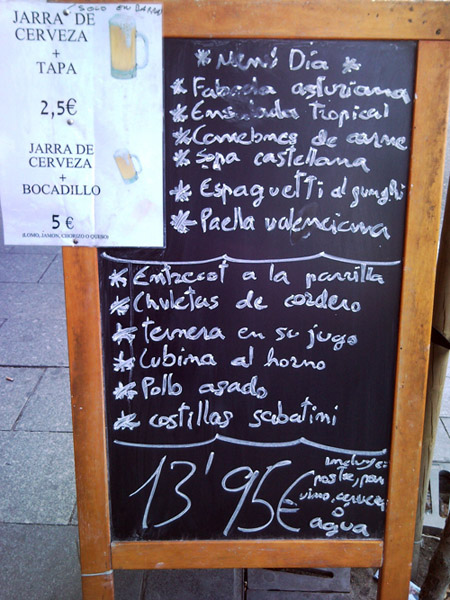 SOLO EN BARRA
JARRA DE
CERVEZA
+
TAPA
2,5€
JARRA DE
CERVEZA
+
BOCADILLO
5 €
(LOMO, JAMON, CHORIZO O QUESO)
* Menú Día *
* Fabada asturiana
* Ensalada Tropical
* Canelones de carne
* Sopa castellana
* Espaguetti al gunghi
* Paella valenciana
* Entrecot a la parrilla
* Chuletas de cordero
* ternera en su jugo
* Lubima al horno
* Pollo asado
* costillas sabatini
13'95€
incluye:
postre, pan
vino, cerveza
ó
agua